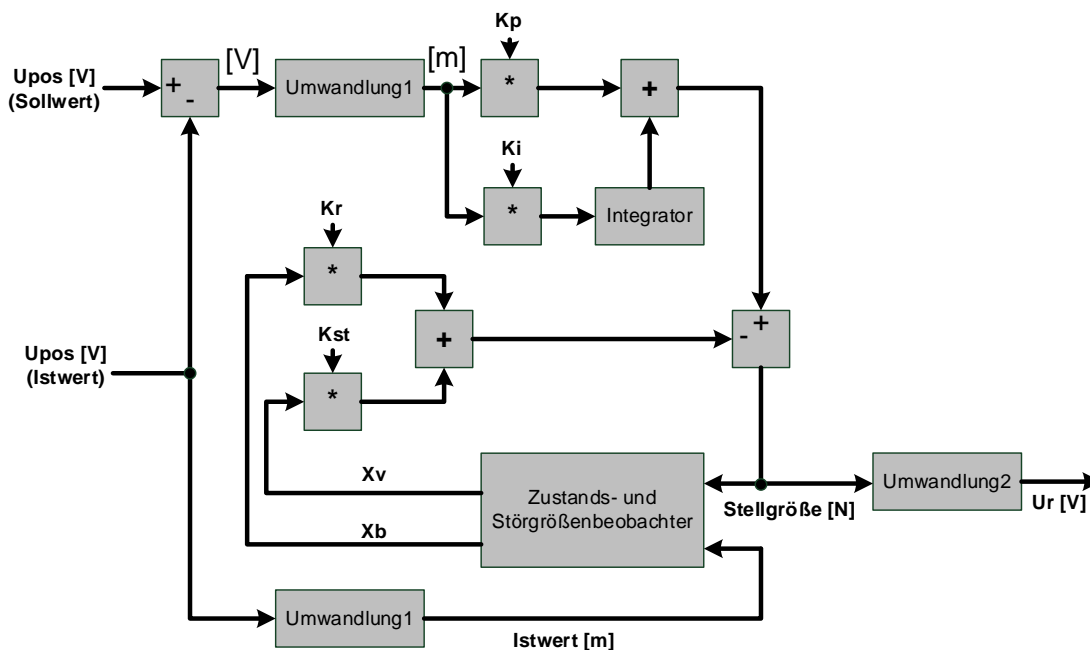 Kp
[V]
[m]
Upos [V]
(Sollwert)
+
-
Umwandlung1
*
+
Ki
*
Integrator
Kr
*
+
-
+
Kst
*
Upos [V]
(Istwert)
Xv
Xb
Zustands- und
Störgrößenbeobachter
Stellgröße [N]
Umwandlung2
Ur [V]
Umwandlung1
Istwert [m]